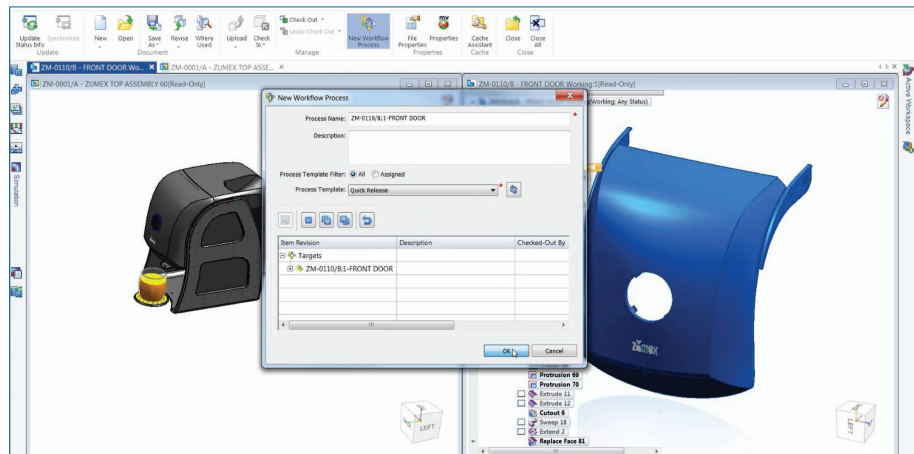 Update Status Info
Synchronize
New
Open
Save As
Revise
Where Used
Upload
Check In
Check Out
Undo Check Out
New Workflow Process
File Properties
Properties
Cache Assistant
Close
Close All
Update
Document
Manage
Properties
Cache
Close
ZM-0110/B - FRONT DOOR Wo... X
ZM-0001/A - ZUMEX TOP ASSE... X
ZM-0001/A - ZUMEX TOP ASSEMBLY 60(Read-Only)
ZM-0110/B - FRONT DOOR Working:1(Read-Only)
Working; Any Status)
Simulation
Active Workspace
New Workflow Process
Process Name: ZM-0110/B;1-FRONT DOOR *
Description:
Process Template Filter: All Assigned
Process Template: Quick Release *
Item Revision Description Checked-Out By
Targets
ZM-0110/B;1-FRONT DOOR
OK Cancel
zumex
Protrusion 69
Protrusion 70
Extrude 11
Extrude 12
Cutout 6
Sweep 18
Extend 2
Replace Face 81
LEFT
LEFT